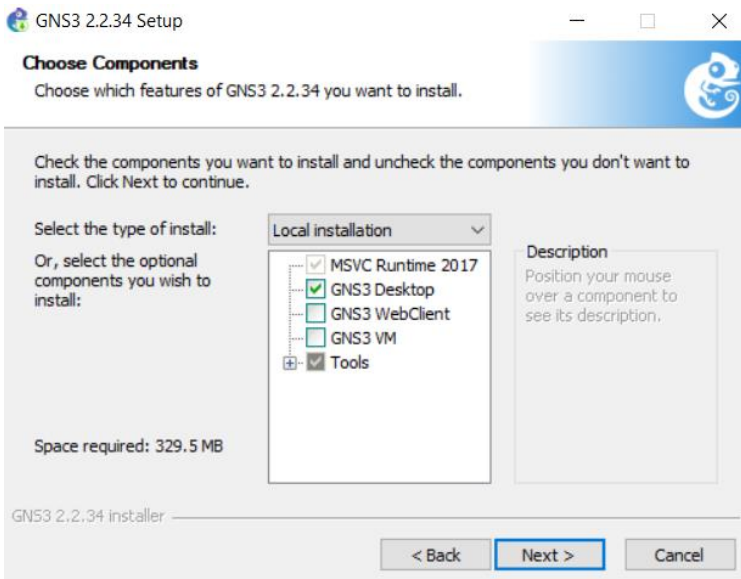 GNS3 2.2.34 Setup
Choose Components
Choose which features of GNS3 2.2.34 you want to install.
Check the components you want to install and uncheck the components you don't want to
install. Click Next to continue.
Select the type of install:
Local installation
Or, select the optional
components you wish to
install:
MSVC Runtime 2017
GNS3 Desktop
GNS3 WebClient
GNS3 VM
Tools
Description
Position your mouse
over a component to
see its description.
Space required: 329.5 MB
GNS3 2.2.34 installer
< Back
Next >
Cancel